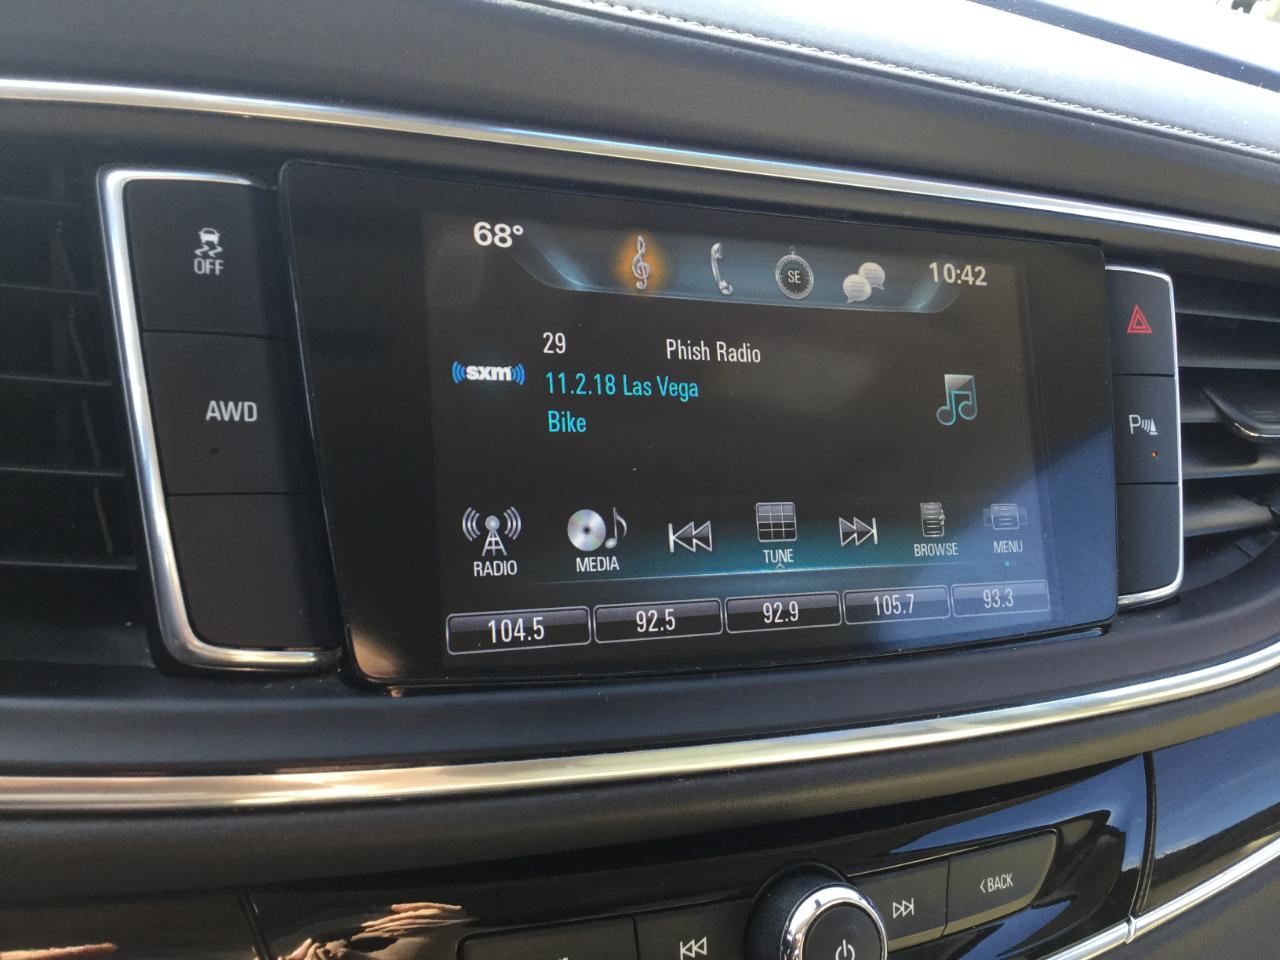 68°
SE
10:42
OFF
AWD
29 Phish Radio
sxm
11.2.18 Las Vega
Bike
P
RADIO
MEDIA
TUNE
BROWSE
MENU
104.5
92.5
92.9
105.7
93.3
<BACK